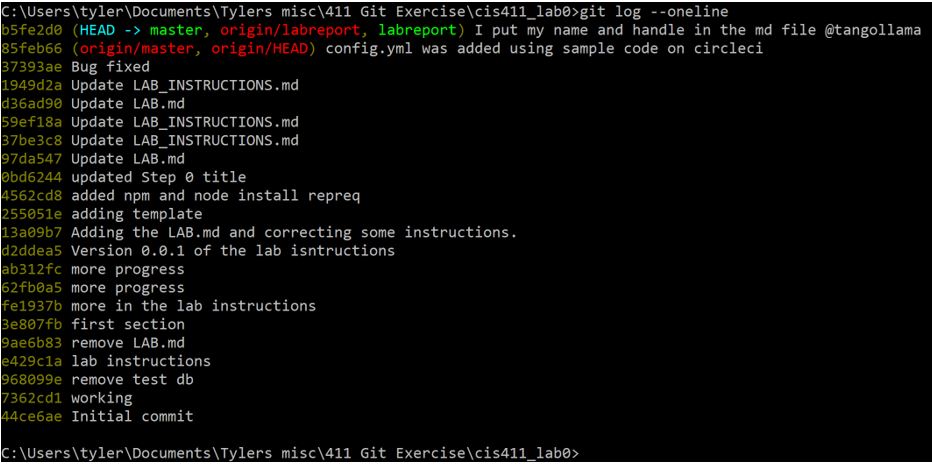 C:\Users\tyler\Documents\Tylers misc\411 Git Exercise\cis411_lab0>git log --oneline
b5fe2d0 (HEAD -> master, origin/labreport, labreport) I put my name and handle in the md file @tangollama
85feb66 (origin/master, origin/HEAD) config.yml was added using sample code on circleci
37393ae Bug fixed
1949d2a Update LAB_INSTRUCTIONS.md
d36ad90 Update LAB.md
59ef18a Update LAB_INSTRUCTIONS.md
37be3c8 Update LAB_INSTRUCTIONS.md
97da547 Update LAB.md
0bd6244 updated Step 0 title
4562cd8 added npm and node install repreq
255051e adding template
13a09b7 Adding the LAB.md and correcting some instructions.
d2ddea5 Version 0.0.1 of the lab isntructions
ab312fc more progress
62fb0a5 more progress
fe1937b more in the lab instructions
3e807fb first section
9ae6b83 remove LAB.md
e429c1a lab instructions
968099e remove test db
7362cd1 working
44ce6ae Initial commit
C:\Users\tyler\Documents\Tylers misc\411 Git Exercise\cis411_lab0>